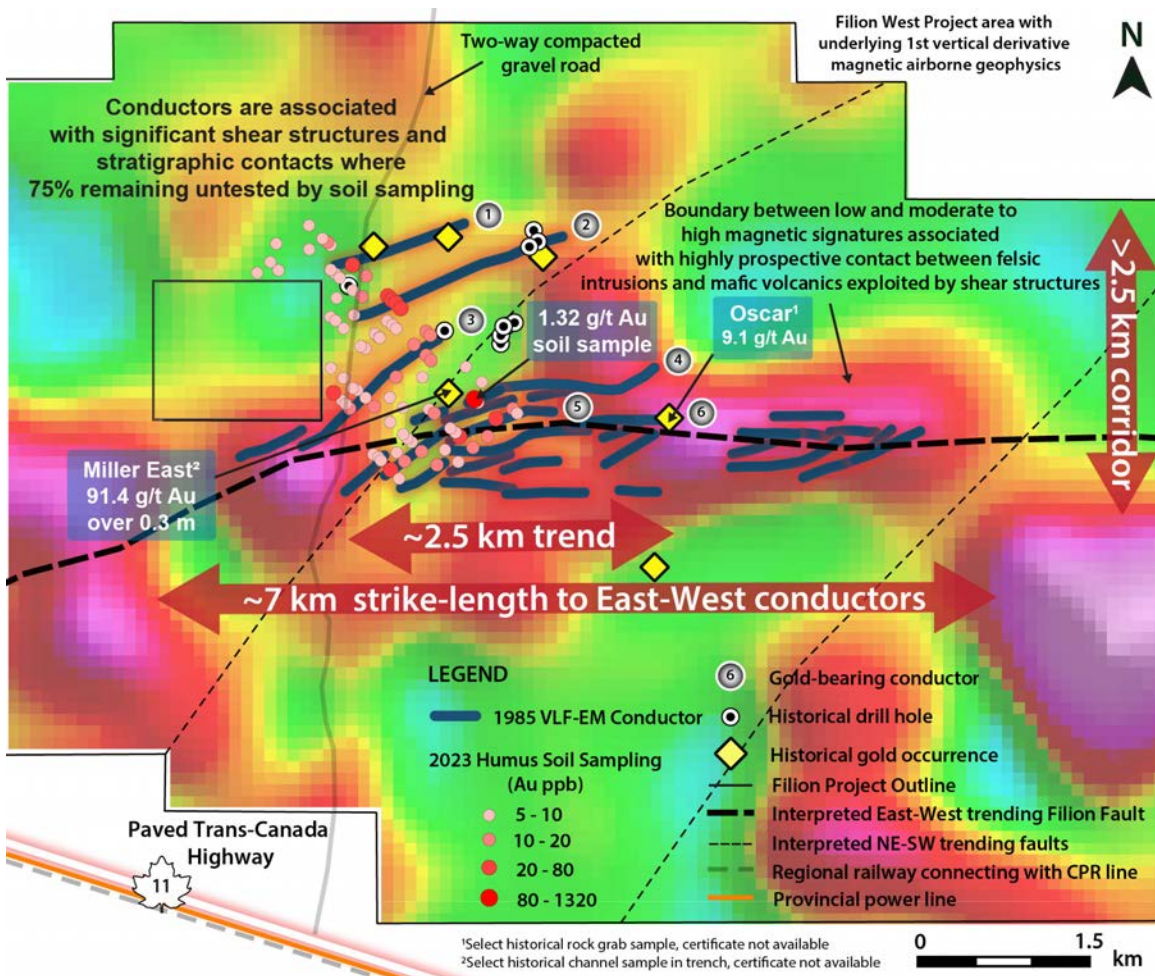 Filion West Project area with
underlying 1st vertical derivative
magnetic airborne geophysics
N
Two-way compacted
gravel road
Conductors are associated
with significant shear structures and
stratigraphic contacts where
75% remaining untested by soil sampling
1
2
Boundary between low and moderate to
high magnetic signatures associated
with highly prospective contact between felsic
intrusions and mafic volcanics exploited by shear structures
>2.5 km corridor
3
1.32 g/t Au
soil sample
Oscar¹
9.1 g/t Au
4
5
6
Miller East²
91.4 g/t Au
over 0.3 m
~2.5 km trend
~7 km strike-length to East-West conductors
LEGEND
1985 VLF-EM Conductor
2023 Humus Soil Sampling
(Au ppb)
5 - 10
10 - 20
20 - 80
80 - 1320
6
Gold-bearing conductor
Historical drill hole
Historical gold occurrence
Filion Project Outline
Interpreted East-West trending Filion Fault
Interpreted NE-SW trending faults
Regional railway connecting with CPR line
Provincial power line
Paved Trans-Canada
Highway
11
¹Select historical rock grab sample, certificate not available
²Select historical channel sample in trench, certificate not available
0 1.5
km